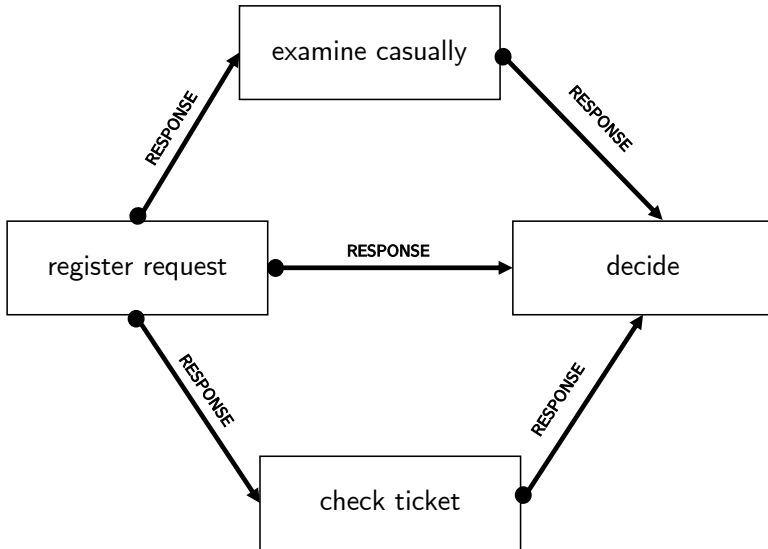 examine casually
RESPONSE
RESPONSE
register request
RESPONSE
decide
RESPONSE
RESPONSE
check ticket